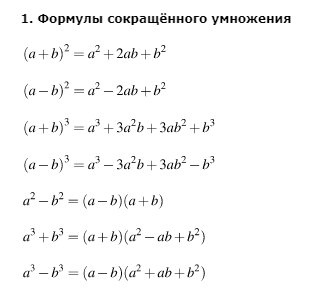 1. Формулы сокращённого умножения
(a+b)² = a² + 2ab + b²
(a−b)² = a² − 2ab + b²
(a+b)³ = a³ + 3a²b + 3ab² + b³
(a−b)³ = a³ − 3a²b + 3ab² − b³
a² − b² = (a−b)(a+b)
a³ + b³ = (a+b)(a² − ab + b²)
a³ − b³ = (a−b)(a² + ab + b²)